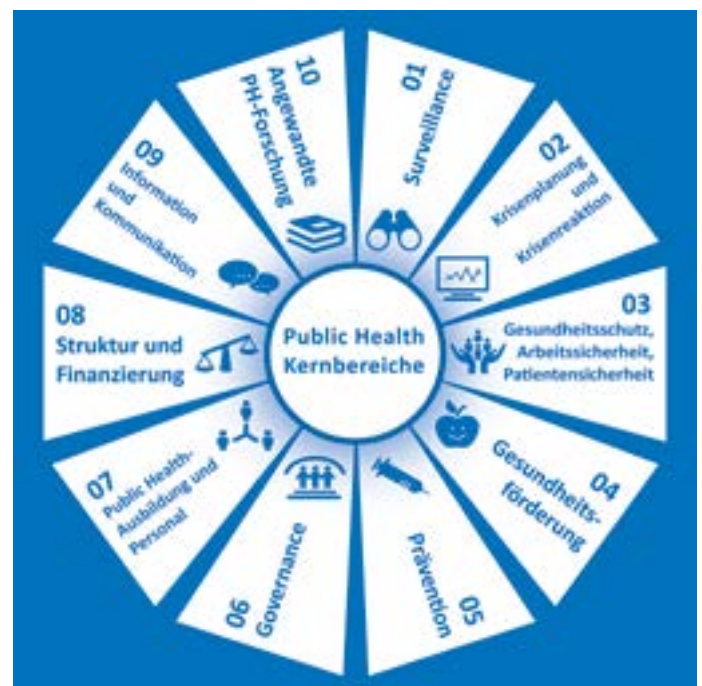 Public Health
Kernbereiche
01
Surveillance
02
Krisenplanung
und
Krisenreaktion
03
Gesundheitsschutz,
Arbeitssicherheit,
Patientensicherheit
04
Gesundheits-
förderung
05
Prävention
06
Governance
07
Public Health-
Ausbildung und
Personal
08
Struktur und
Finanzierung
09
Information
und
Kommunikation
10
Angewandte
PH-Forschung